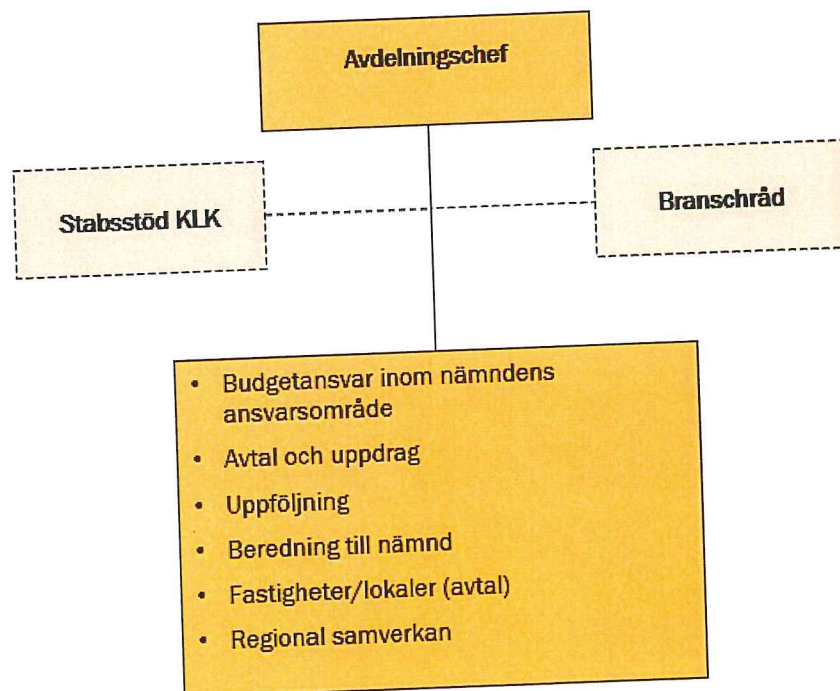 Avdelningschef
Stabsstöd KLK
Branschråd
• Budgetansvar inom nämndens
ansvarsområde
• Avtal och uppdrag
• Uppföljning
• Beredning till nämnd
• Fastigheter/lokaler (avtal)
• Regional samverkan